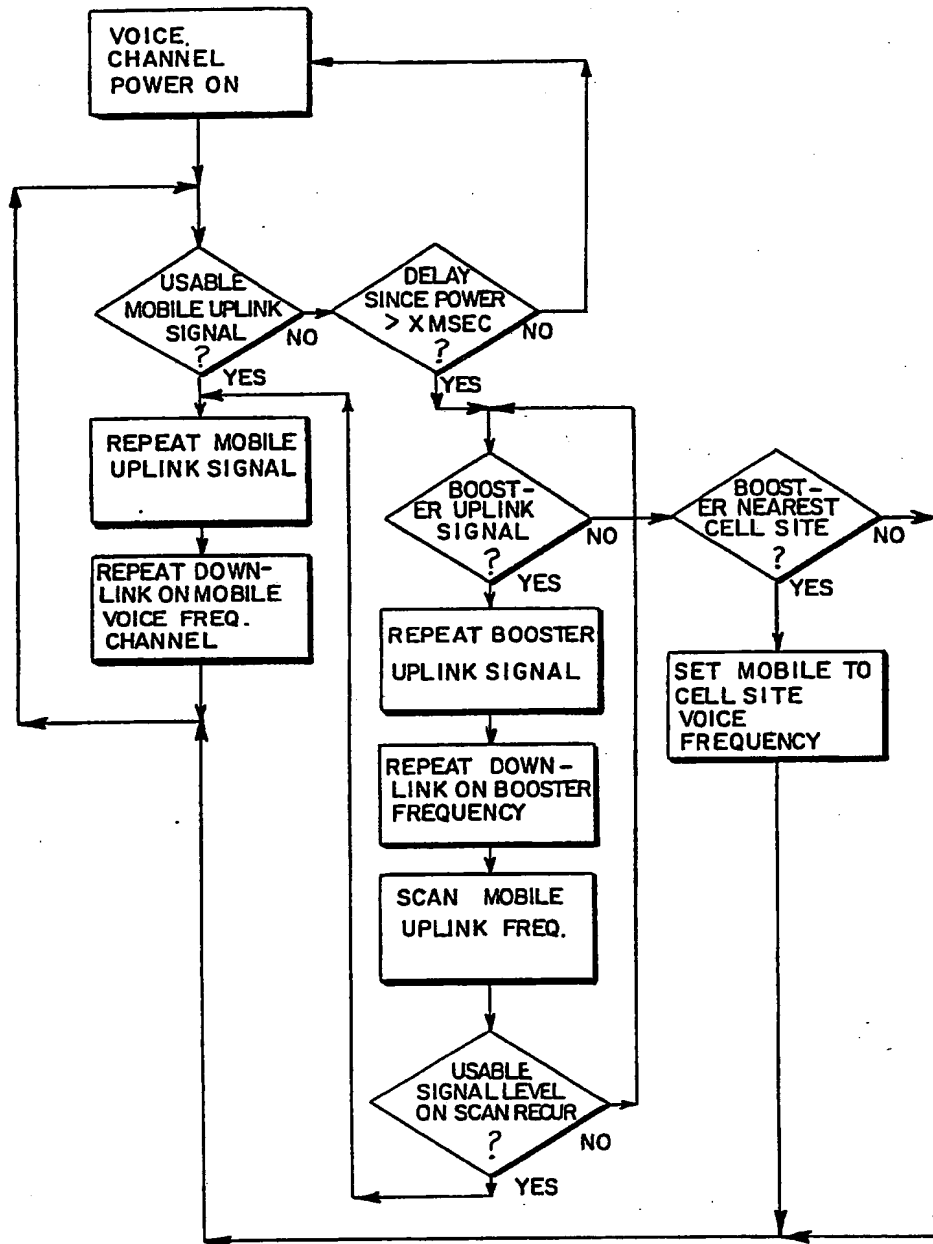 VOICE.
CHANNEL
POWER ON
USABLE
MOBILE UPLINK
SIGNAL
?
NO
YES
DELAY
SINCE POWER
> X MSEC
?
NO
YES
REPEAT MOBILE
UPLINK SIGNAL
REPEAT DOWN-
LINK ON MOBILE
VOICE FREQ.
CHANNEL
BOOST-
ER UPLINK
SIGNAL
?
NO
YES
BOOST-
ER NEAREST
CELL SITE
?
NO
YES
REPEAT BOOSTER
UPLINK SIGNAL
SET MOBILE TO
CELL SITE
VOICE
FREQUENCY
REPEAT DOWN-
LINK ON BOOSTER
FREQUENCY
SCAN MOBILE
UPLINK FREQ.
USABLE
SIGNAL LEVEL
ON SCAN RECUR
?
NO
YES